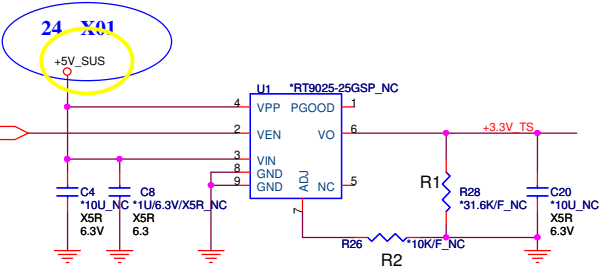 24 X01
+5V_SUS
U1 *RT9025-25GSP_NC
4 VPP PGOOD 1
2 VEN VO 6 +3.3V_TS
3 VIN
8 GND
9 GND ADJ NC 5
7
C4 *10U_NC X5R 6.3V
C8 *1U/6.3V/X5R_NC X5R 6.3
R1 R28 *31.6K/F_NC
C20 *10U_NC X5R 6.3V
R26 *10K/F_NC
R2